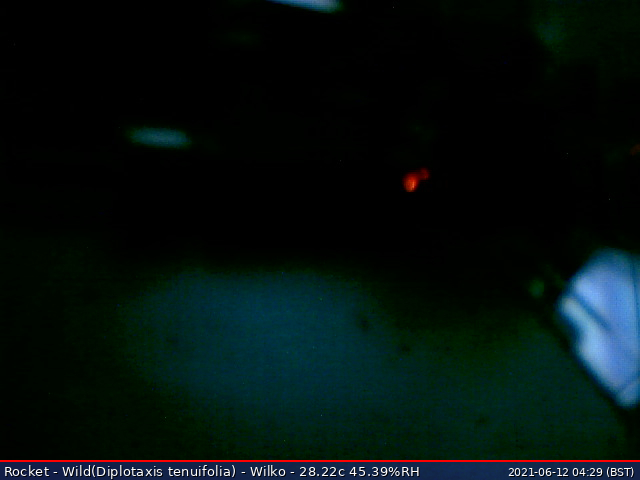 Rocket - Wild(Diplotaxis tenuifolia) - Wilko - 28.22c 45.39%RH 2021-06-12 04:29 (BST)